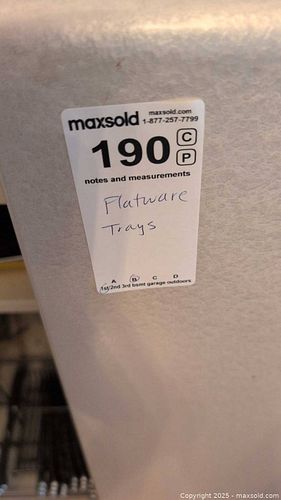 maxsold maxsold.com
1-877-257-7799
190 C
P
notes and measurements
Flatware
Trays
A B C D
1st/2nd 3rd bsmt garage outdoors
Copyright © 2025 - maxsold.com